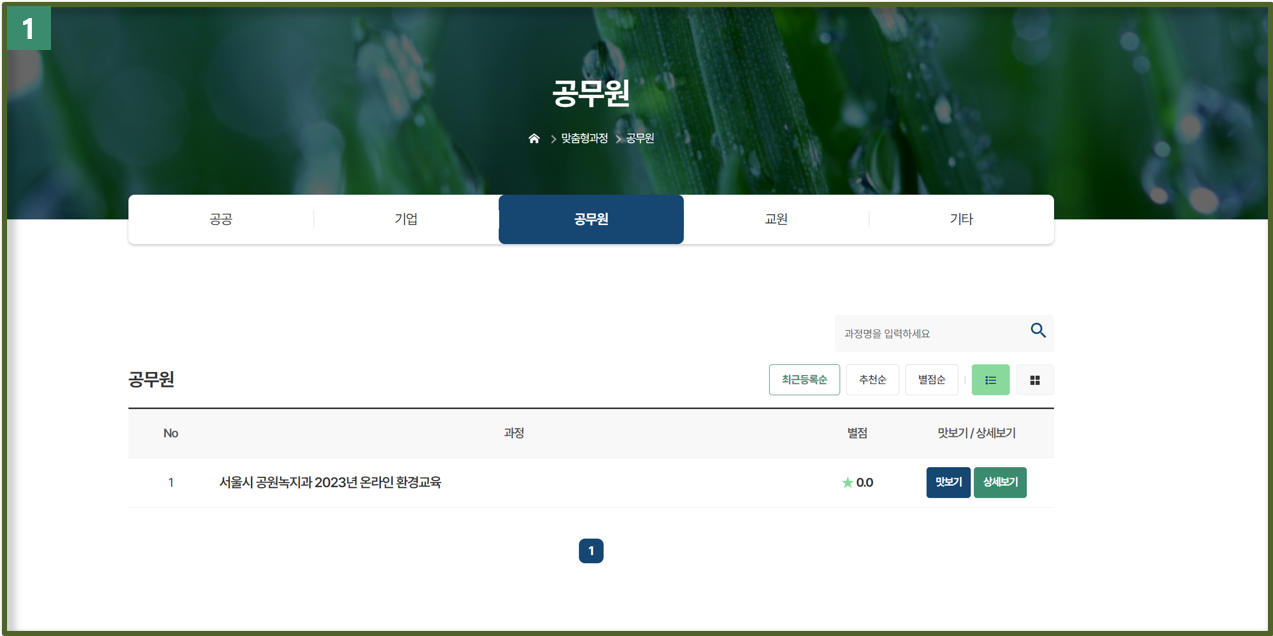 1
공무원
맞춤형과정 공무원
공공 기업 공무원 교원 기타
과정명을 입력하세요
공무원 최근등록순 추천순 별점순
No 과정 별점 맛보기 / 상세보기
1 서울시 공원녹지과 2023년 온라인 환경교육 ★ 0.0 맛보기 상세보기
1